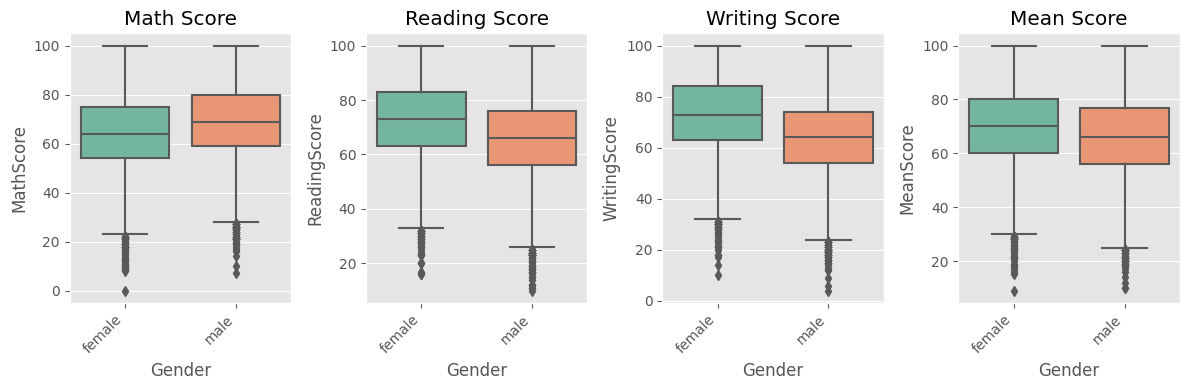 Math Score
MathScore
100
80
60
40
20
0
female
male
Gender
Reading Score
ReadingScore
100
80
60
40
20
female
male
Gender
Writing Score
WritingScore
100
80
60
40
20
0
female
male
Gender
Mean Score
MeanScore
100
80
60
40
20
female
male
Gender